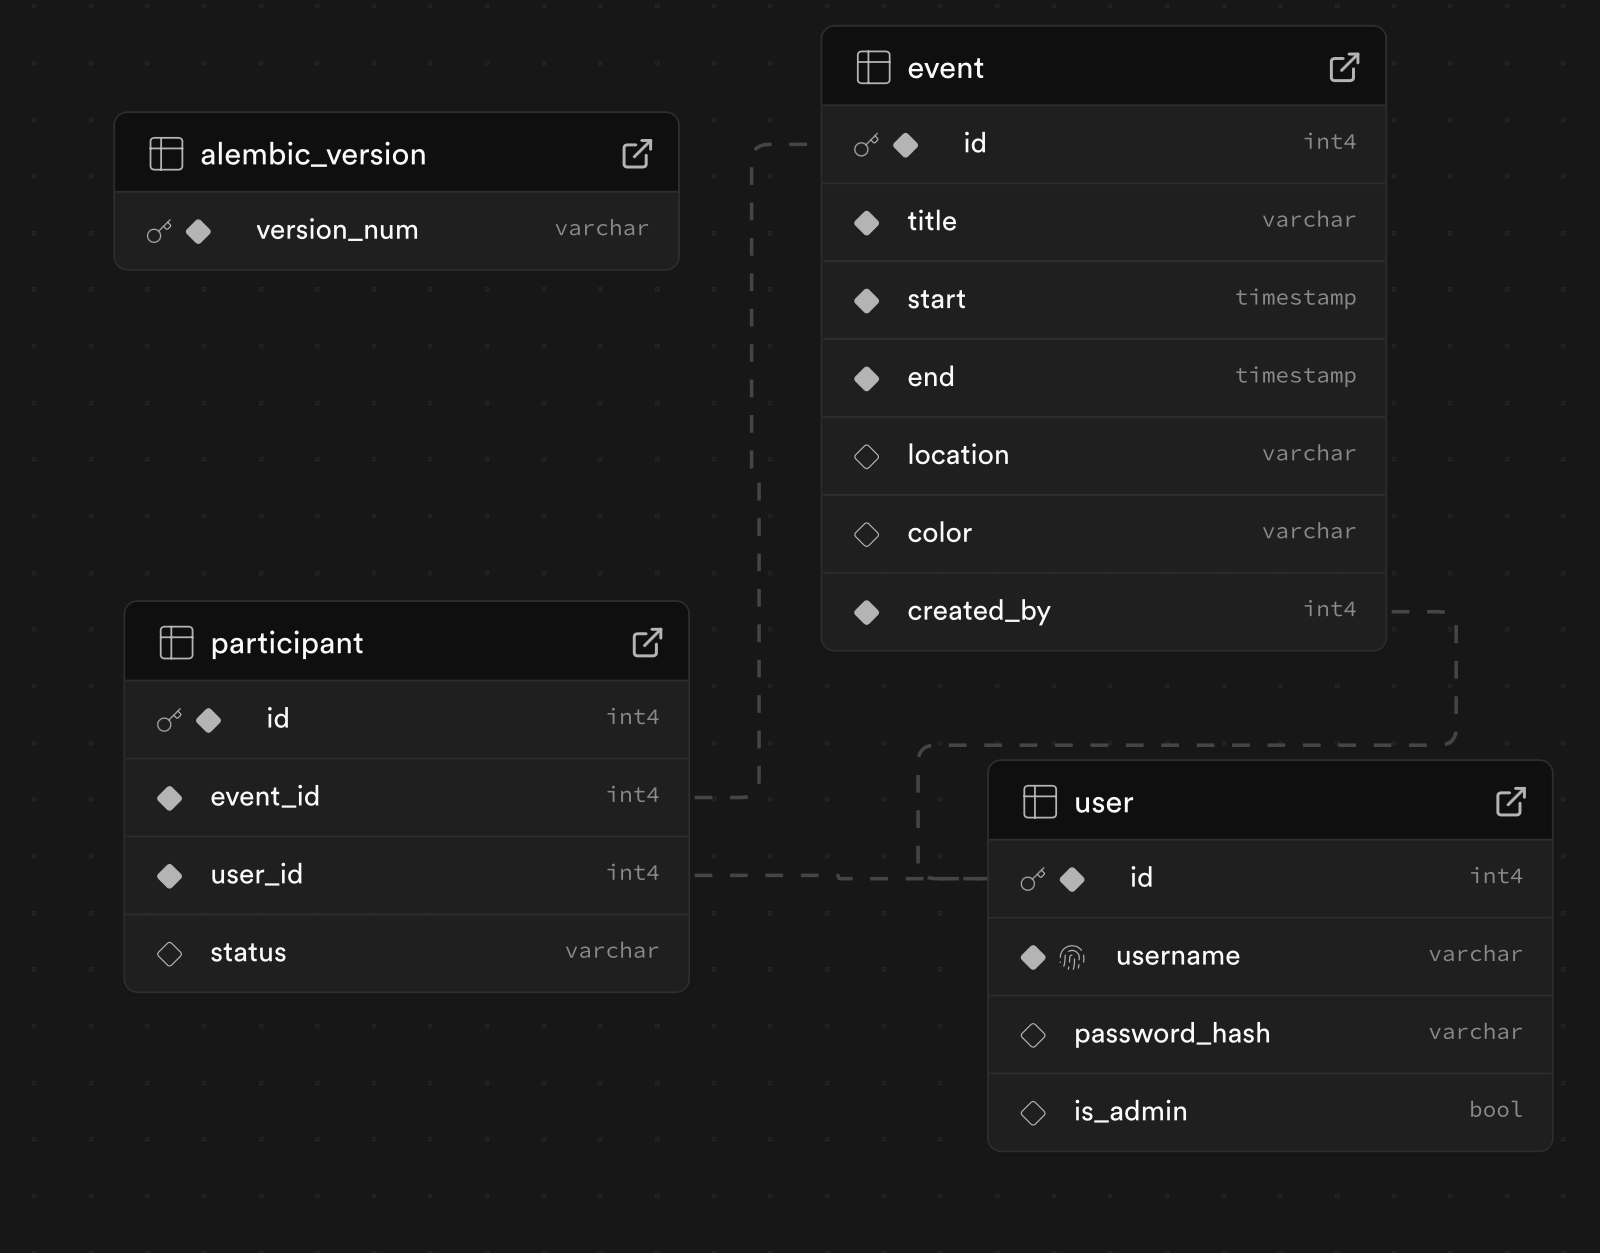 alembic_version
version_num varchar
event
id int4
title varchar
start timestamp
end timestamp
location varchar
color varchar
created_by int4
participant
id int4
event_id int4
user_id int4
status varchar
user
id int4
username varchar
password_hash varchar
is_admin bool